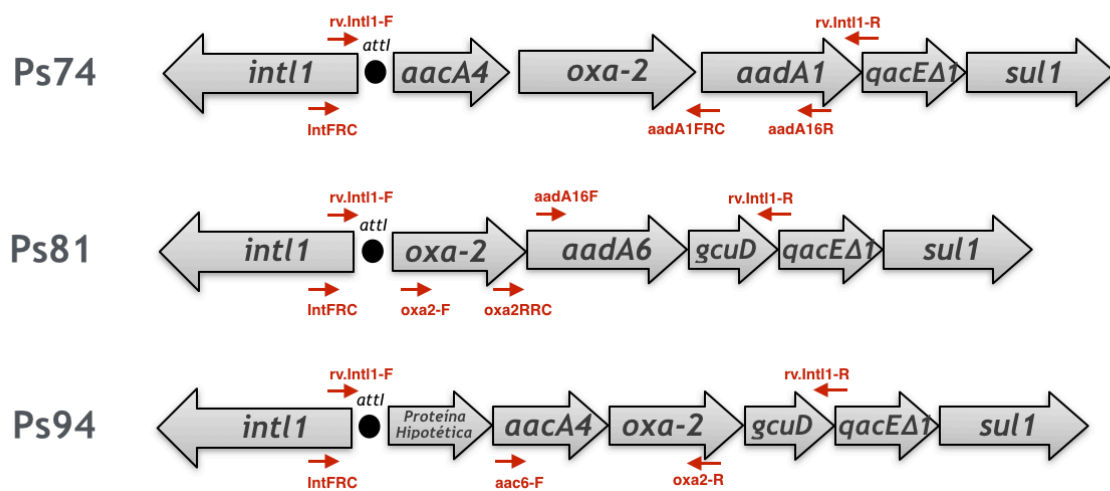 rv.Intl1-F
rv.Intl1-R
attI
Ps74
intI1
aacA4
oxa-2
aadA1
qacEΔ1
sul1
IntFRC
aadA1FRC
aadA16R
aadA16F
rv.Intl1-F
rv.Intl1-R
attI
Ps81
intI1
oxa-2
aadA6
gcuD
qacEΔ1
sul1
IntFRC
oxa2-F
oxa2RRC
rv.Intl1-F
rv.Intl1-R
attI
Ps94
intI1
Proteína
Hipotética
aacA4
oxa-2
gcuD
qacEΔ1
sul1
IntFRC
aac6-F
oxa2-R